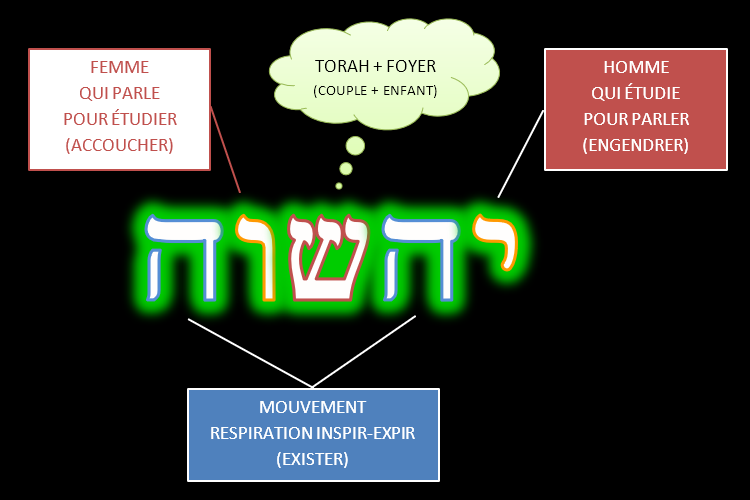 FEMME
QUI PARLE
POUR ÉTUDIER
(ACCOUCHER)
TORAH + FOYER
(COUPLE + ENFANT)
HOMME
QUI ÉTUDIE
POUR PARLER
(ENGENDRER)
יהשוה
MOUVEMENT
RESPIRATION INSPIR-EXPIR
(EXISTER)